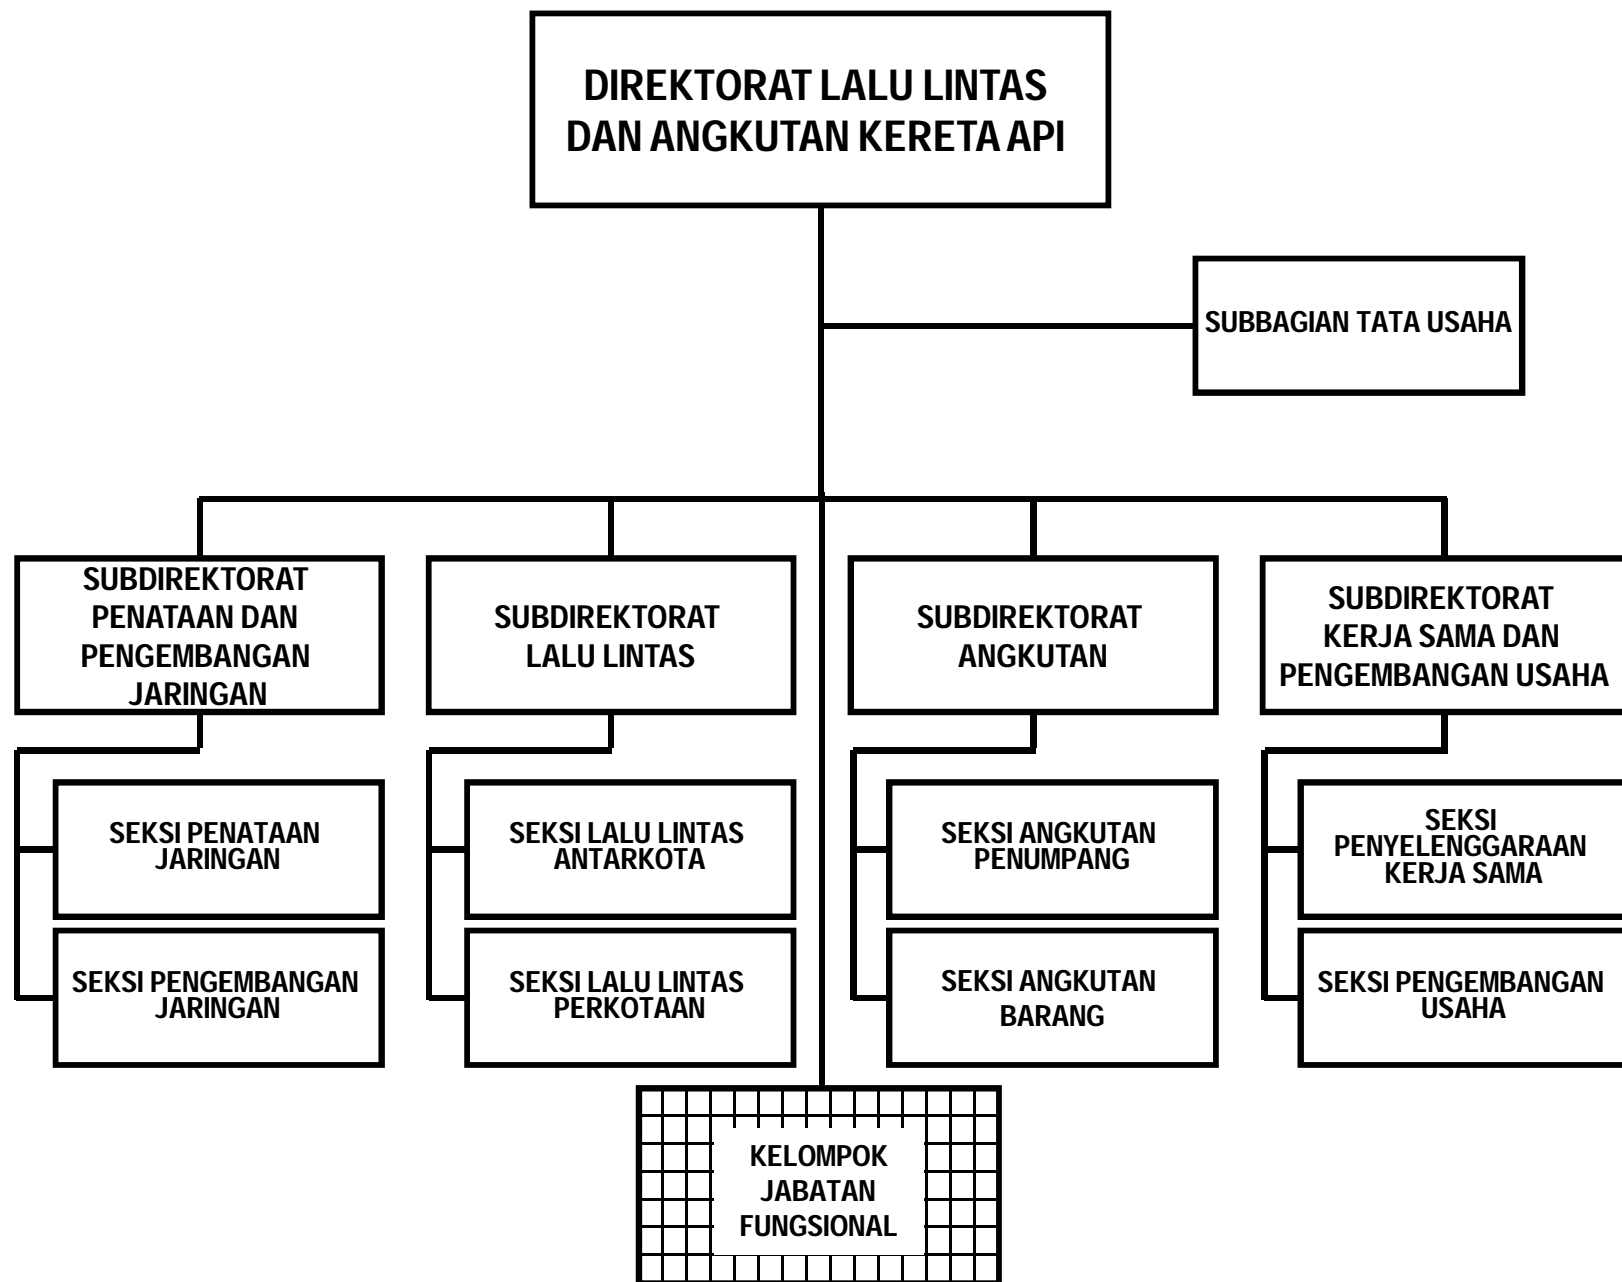 DIREKTORAT LALU LINTAS
DAN ANGKUTAN KERETA API
SUBBAGIAN TATA USAHA
SUBDIREKTORAT
PENATAAN DAN
PENGEMBANGAN
JARINGAN
SUBDIREKTORAT
LALU LINTAS
SUBDIREKTORAT
ANGKUTAN
SUBDIREKTORAT
KERJA SAMA DAN
PENGEMBANGAN USAHA
SEKSI PENATAAN
JARINGAN
SEKSI LALU LINTAS
ANTARKOTA
SEKSI ANGKUTAN
PENUMPANG
SEKSI
PENYELENGGARAAN
KERJA SAMA
SEKSI PENGEMBANGAN
JARINGAN
SEKSI LALU LINTAS
PERKOTAAN
SEKSI ANGKUTAN
BARANG
SEKSI PENGEMBANGAN
USAHA
KELOMPOK
JABATAN
FUNGSIONAL